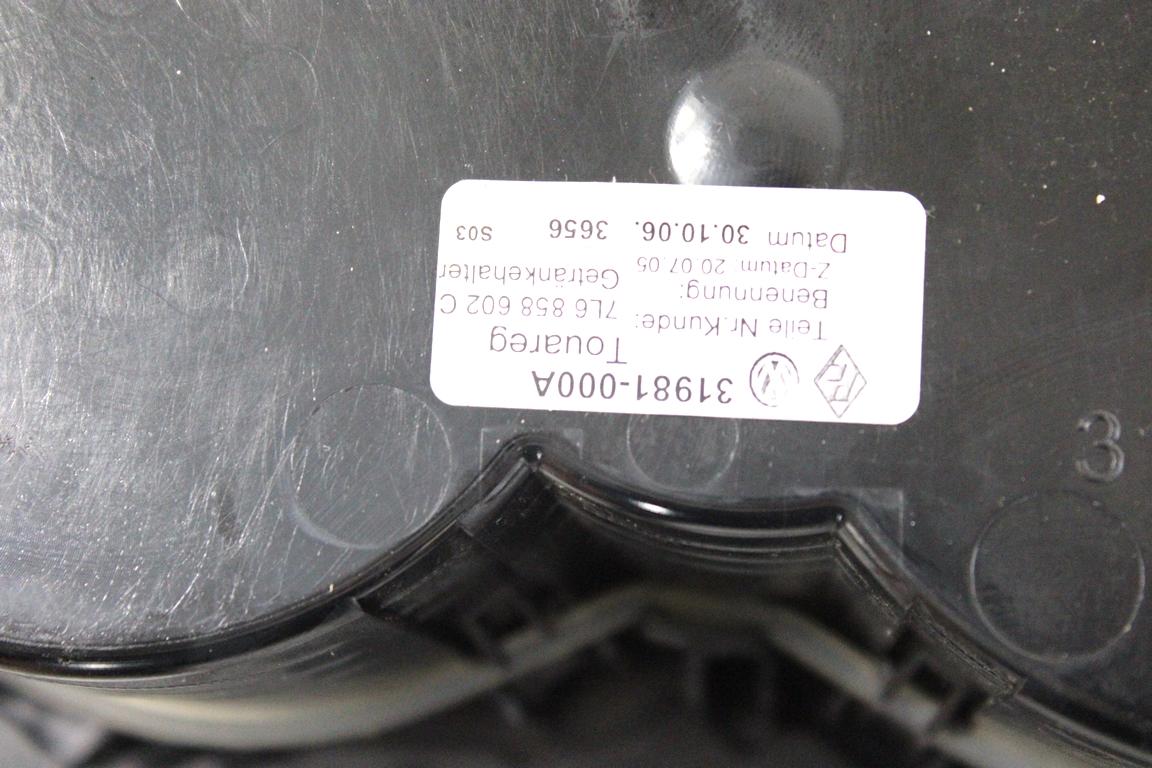 31981-000A
Touareg
Teile Nr.Kunde: 7L6 858 602 C
Benennung: Getränkehalter
Z-Datum: 20.07.05
Datum 30.10.06. 3656 S03
3